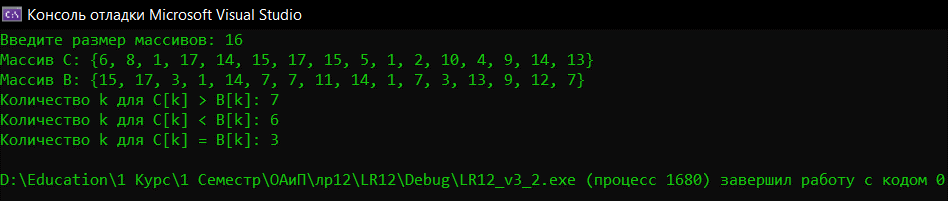 Консоль отладки Microsoft Visual Studio
Введите размер массивов: 16
Массив C: {6, 8, 1, 17, 14, 15, 17, 15, 5, 1, 2, 10, 4, 9, 14, 13}
Массив B: {15, 17, 3, 1, 14, 7, 7, 11, 14, 1, 7, 3, 13, 9, 12, 7}
Количество k для C[k] > B[k]: 7
Количество k для C[k] < B[k]: 6
Количество k для C[k] = B[k]: 3
D:\Education\1 Курс\1 Семестр\ОАиП\лр12\LR12\Debug\LR12_v3_2.exe (процесс 1680) завершил работу с кодом 0